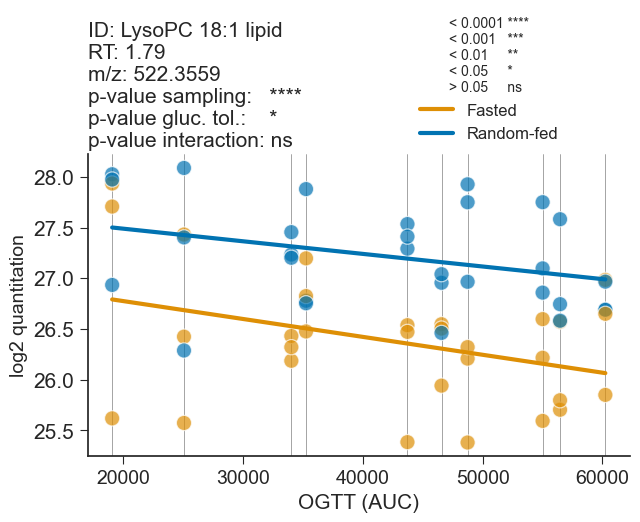 ID: LysoPC 18:1 lipid
RT: 1.79
m/z: 522.3559
p-value sampling: ****
p-value gluc. tol.: *
p-value interaction: ns
< 0.0001 ****
< 0.001 ***
< 0.01 **
< 0.05 *
> 0.05 ns
Fasted
Random-fed
log2 quantitation
28.0
27.5
27.0
26.5
26.0
25.5
20000 30000 40000 50000 60000
OGTT (AUC)